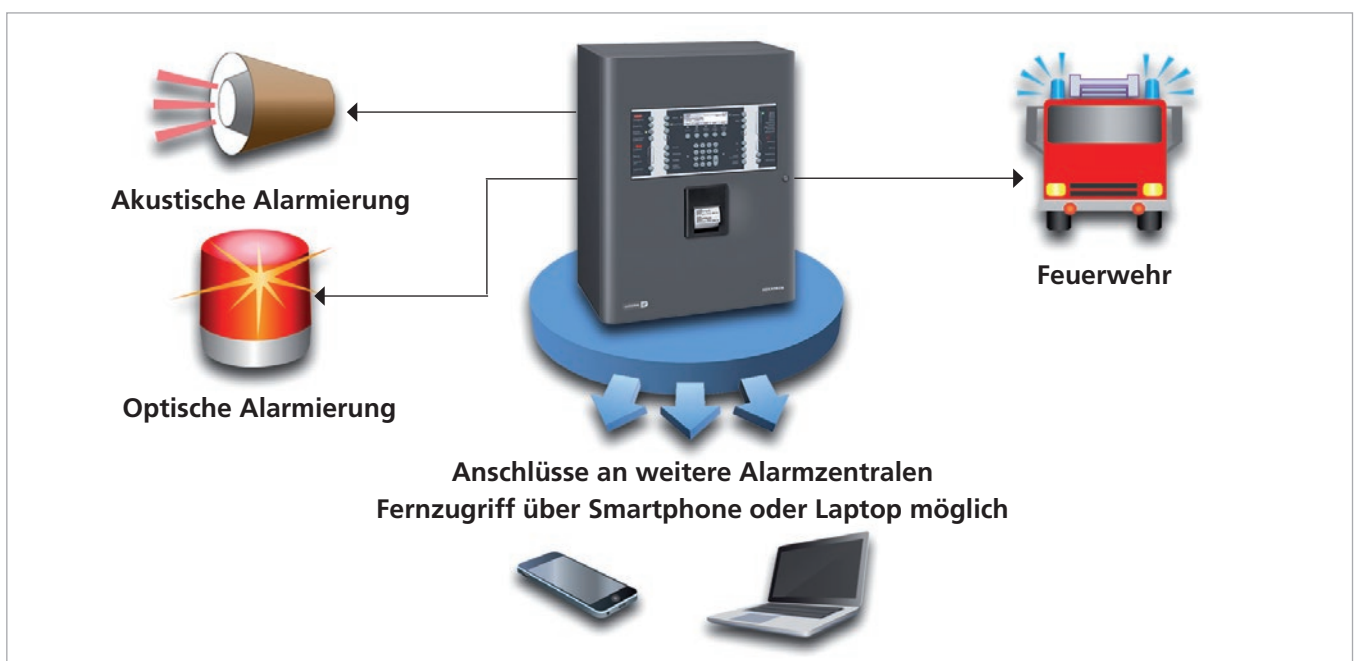 Akustische Alarmierung
Optische Alarmierung
Feuerwehr
Anschlüsse an weitere Alarmzentralen
Fernzugriff über Smartphone oder Laptop möglich